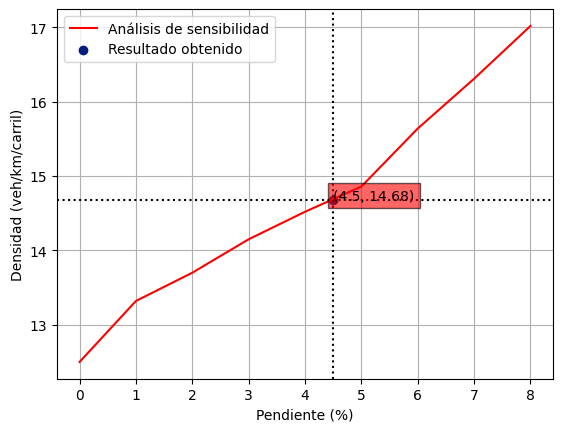 Análisis de sensibilidad
Resultado obtenido
17
16
15
14
13
(4.5, 14.68)
Densidad (veh/km/carril)
0 1 2 3 4 5 6 7 8
Pendiente (%)